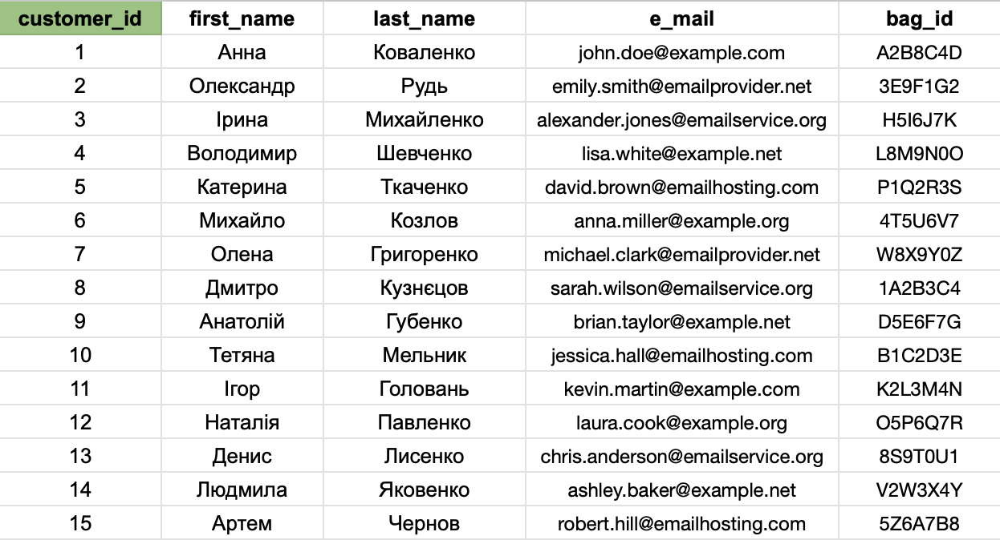 customer_id first_name last_name e_mail bag_id
1 Анна Коваленко john.doe@example.com A2B8C4D
2 Олександр Рудь emily.smith@emailprovider.net 3E9F1G2
3 Ірина Михайленко alexander.jones@emailservice.org H5I6J7K
4 Володимир Шевченко lisa.white@example.net L8M9N0O
5 Катерина Ткаченко david.brown@emailhosting.com P1Q2R3S
6 Михайло Козлов anna.miller@example.org 4T5U6V7
7 Олена Григоренко michael.clark@emailprovider.net W8X9Y0Z
8 Дмитро Кузнєцов sarah.wilson@emailservice.org 1A2B3C4
9 Анатолій Губенко brian.taylor@example.net D5E6F7G
10 Тетяна Мельник jessica.hall@emailhosting.com B1C2D3E
11 Ігор Головань kevin.martin@example.com K2L3M4N
12 Наталія Павленко laura.cook@example.org O5P6Q7R
13 Денис Лисенко chris.anderson@emailservice.org 8S9T0U1
14 Людмила Яковенко ashley.baker@example.net V2W3X4Y
15 Артем Чернов robert.hill@emailhosting.com 5Z6A7B8